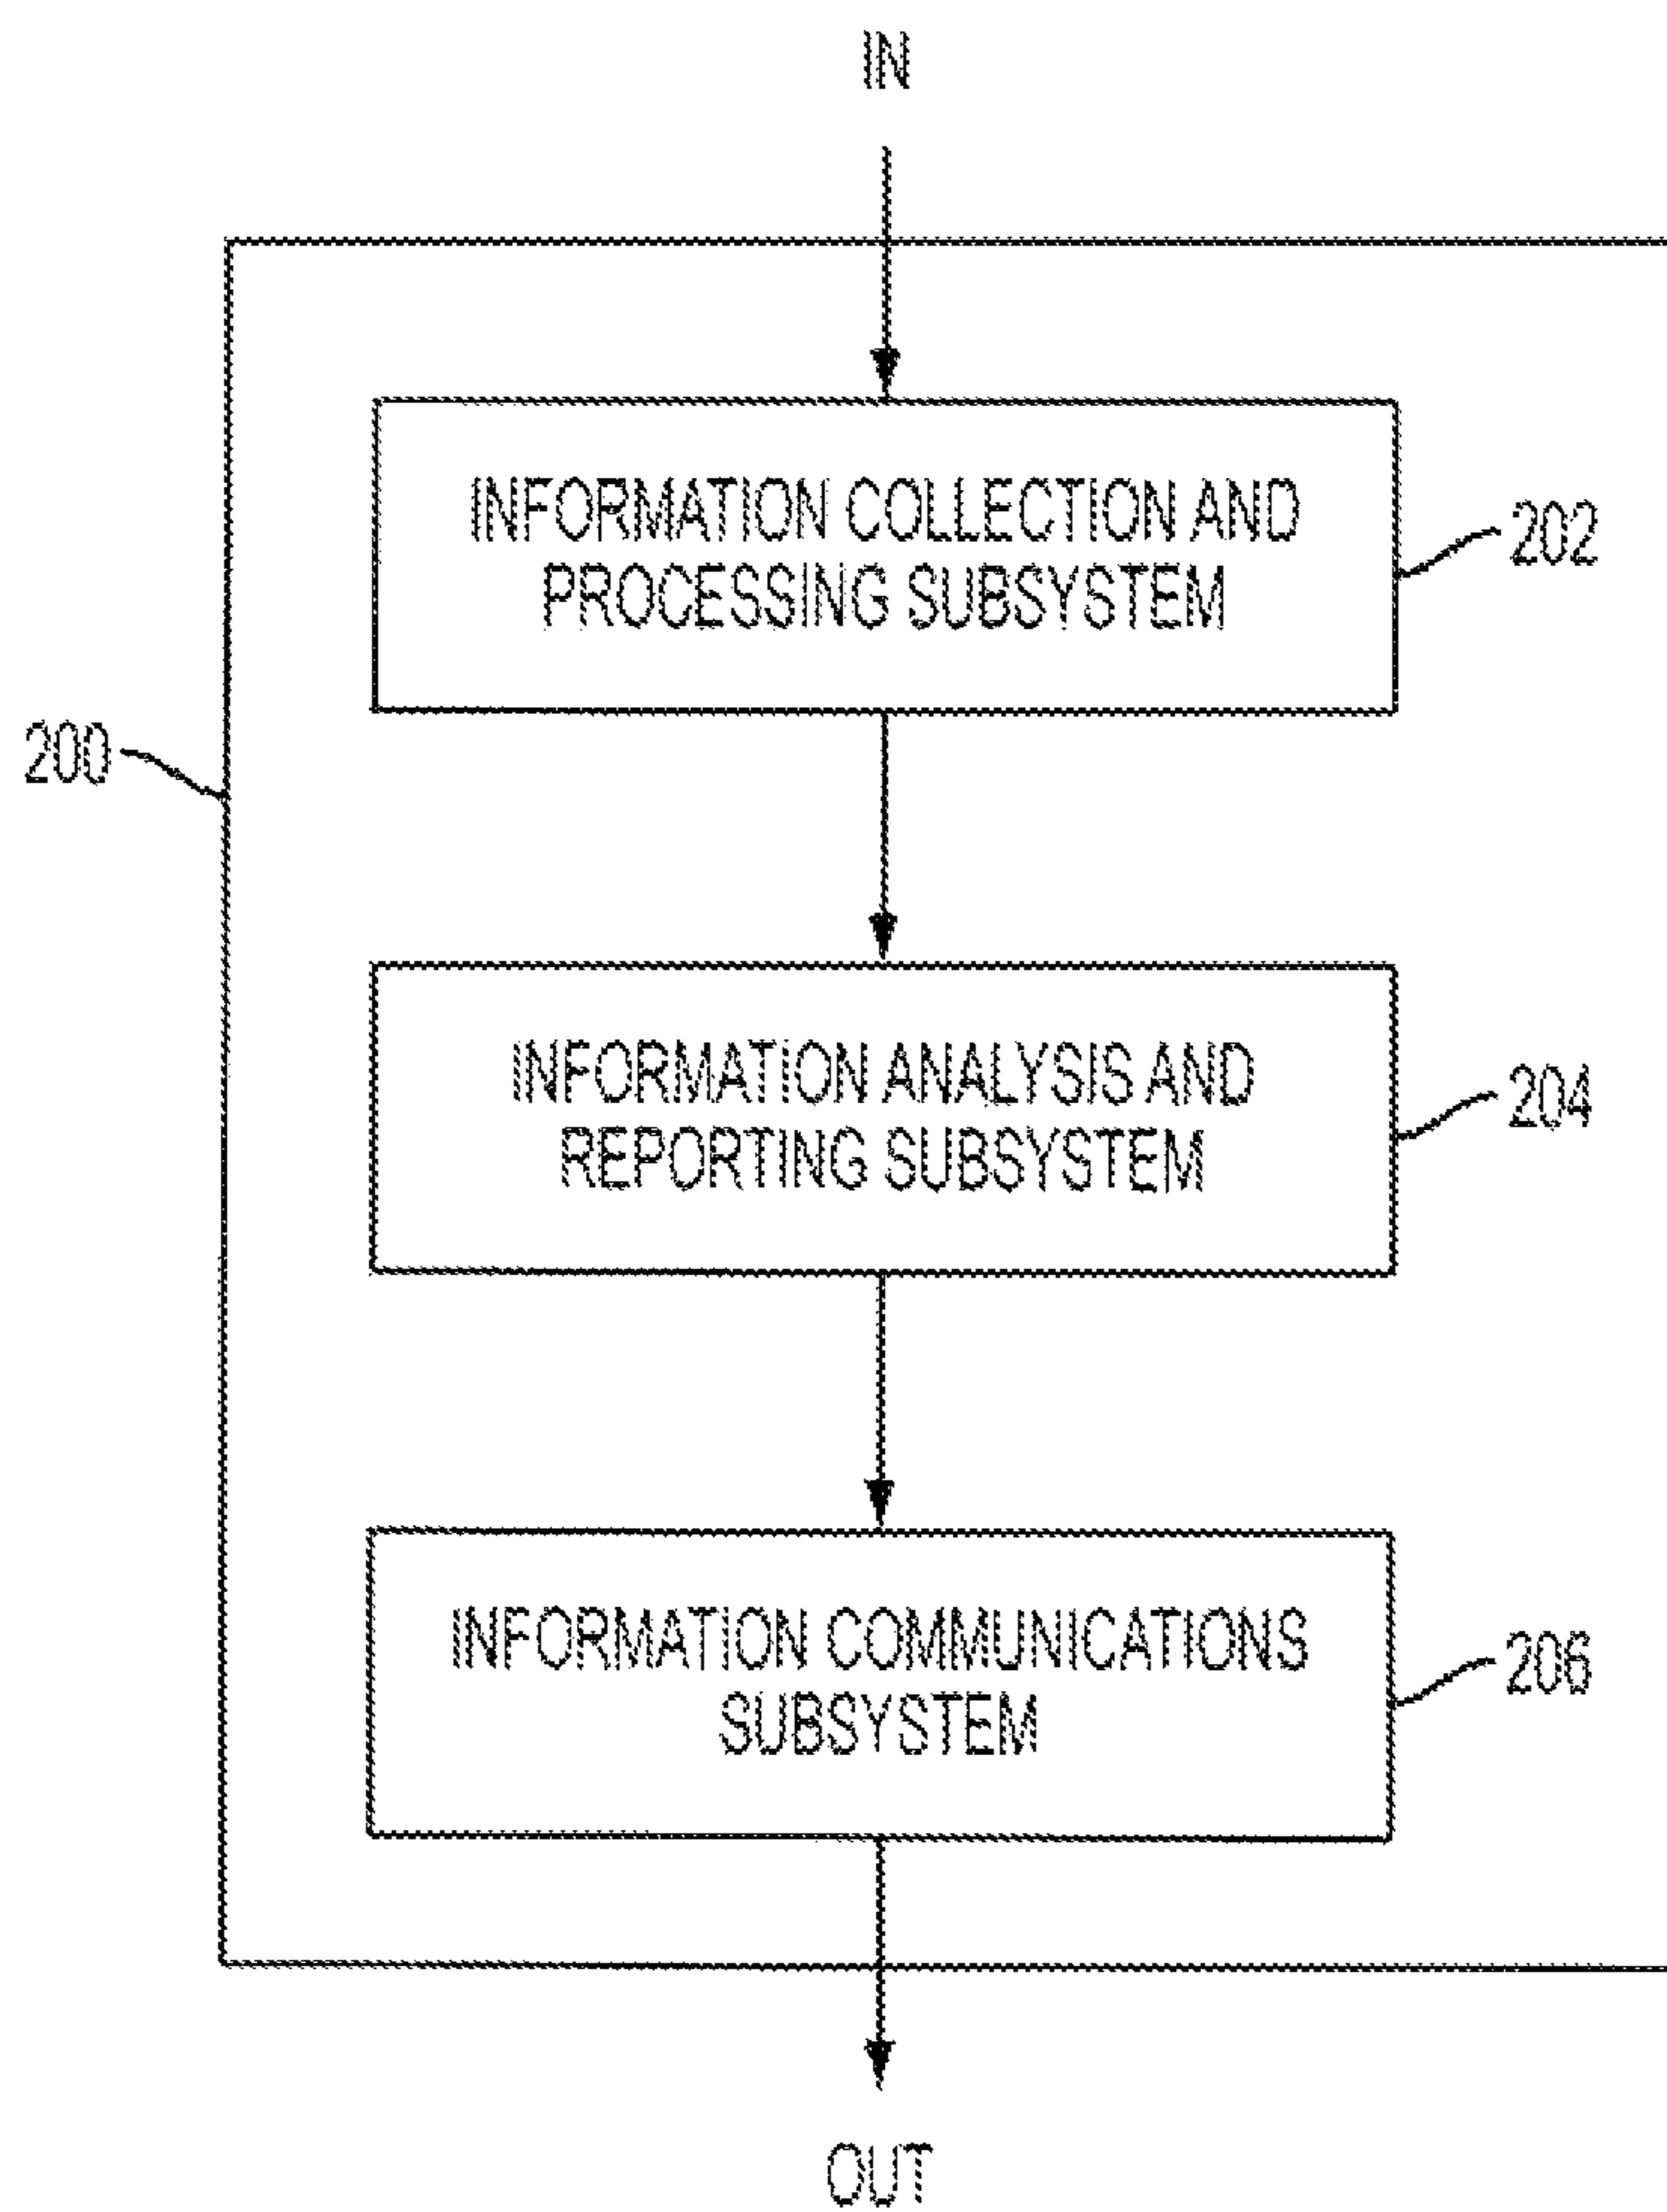 IN
INFORMATION COLLECTION AND
PROCESSING SUBSYSTEM
202
200
INFORMATION ANALYSIS AND
REPORTING SUBSYSTEM
204
INFORMATION COMMUNICATIONS
SUBSYSTEM
206
OUT